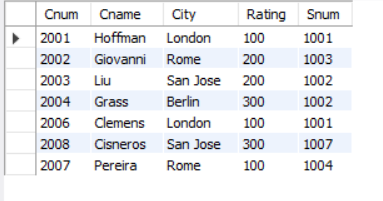 Cnum Cname City Rating Snum
2001 Hoffman London 100 1001
2002 Giovanni Rome 200 1003
2003 Liu San Jose 200 1002
2004 Grass Berlin 300 1002
2006 Clemens London 100 1001
2008 Cisneros San Jose 300 1007
2007 Pereira Rome 100 1004